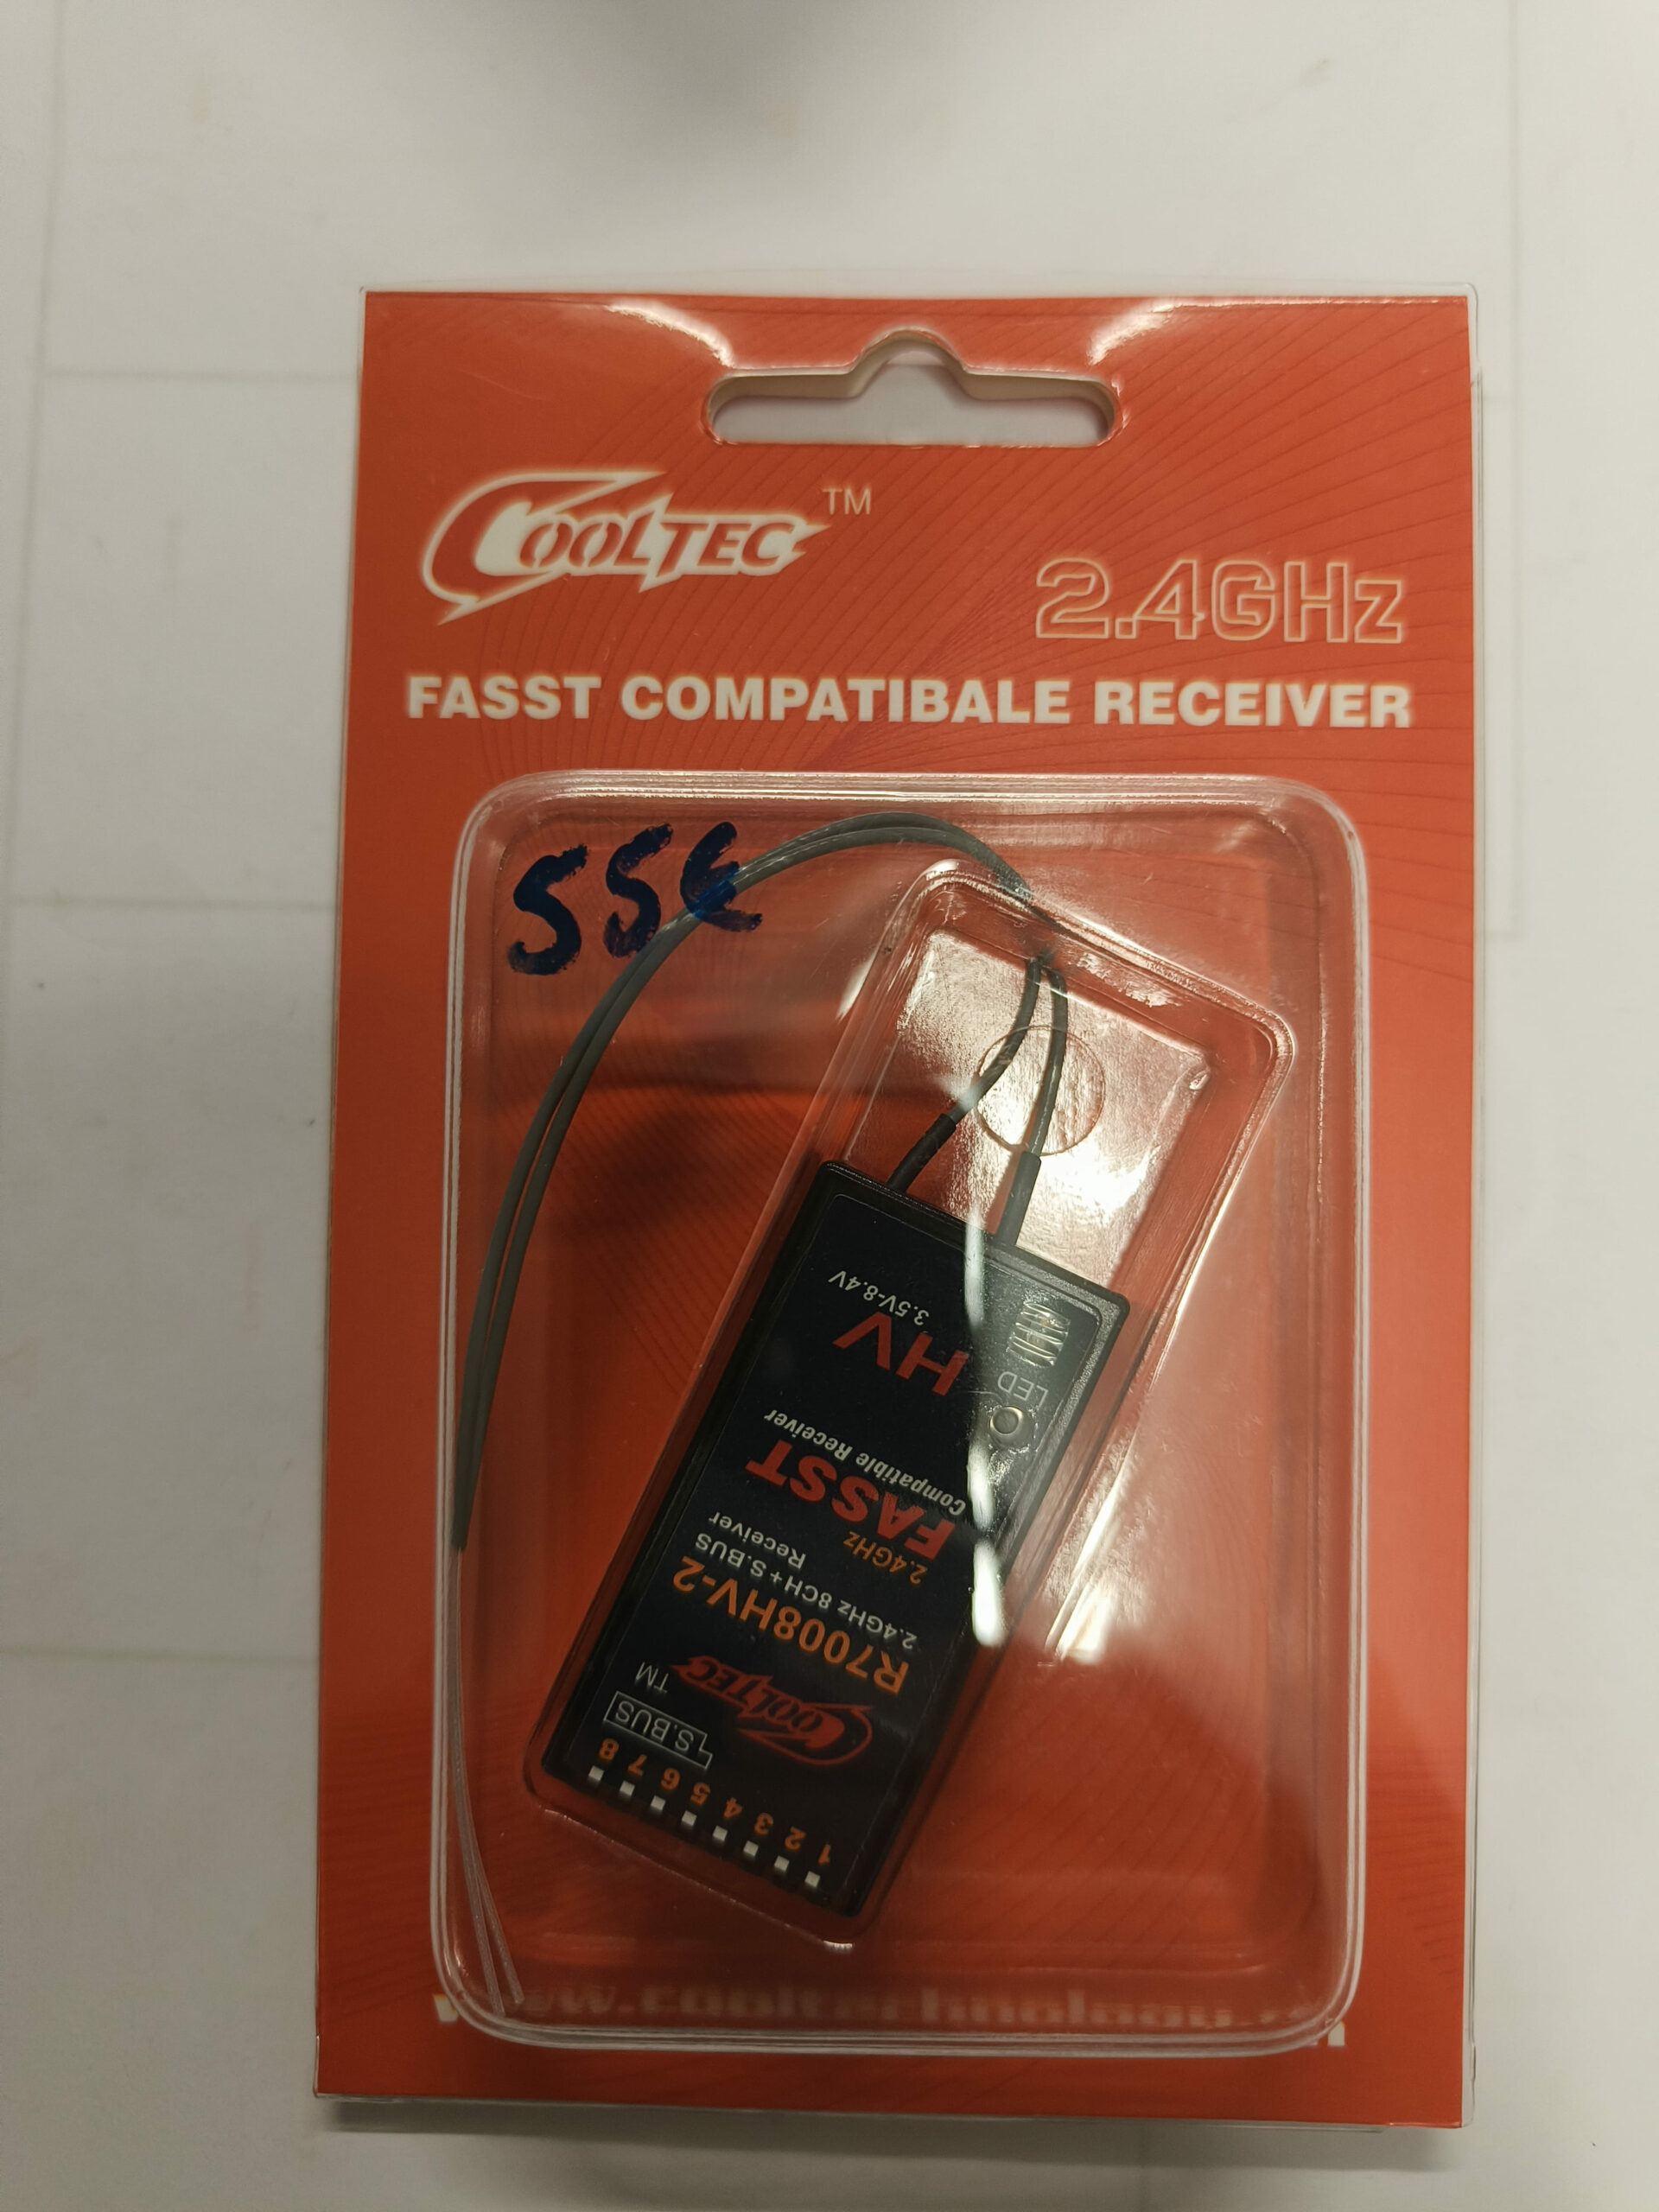 COOLTEC™
2.4GHz
FASST COMPATIBALE RECEIVER
55€
1 2 3 4 5 6 7 8
S.BUS
COOLTEC TM
R7008HV-2
2.4GHz 8CH+S.BUS
Receiver
2.4GHz
FASST
Compatible Receiver
LED
HV
3.5V-8.4V